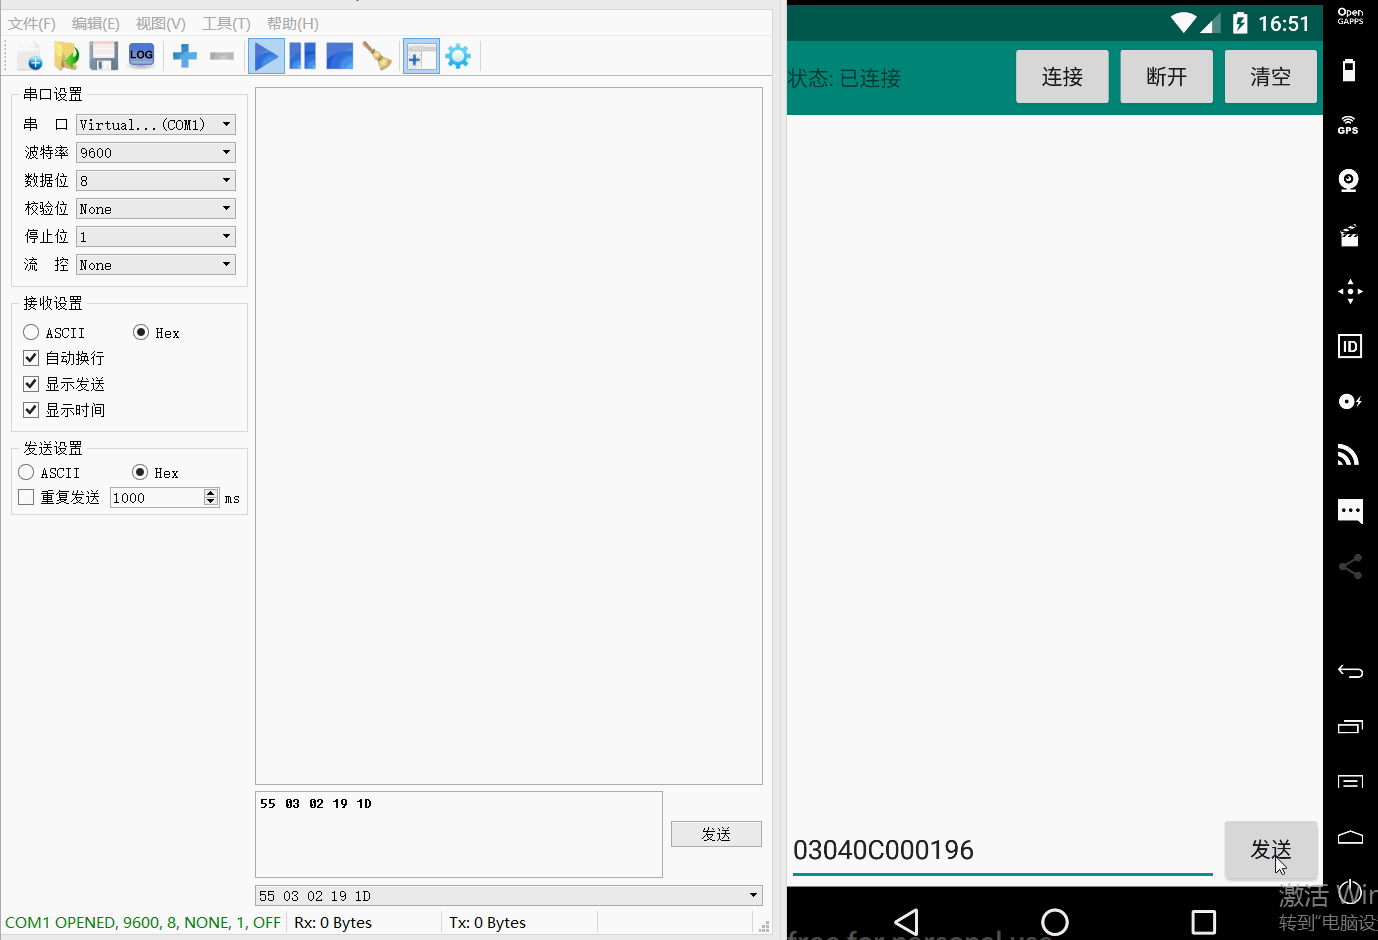 文件(F) 编辑(E) 视图(V) 工具(T) 帮助(H)
LOG
串口设置
串 口 Virtual...(COM1)
波特率 9600
数据位 8
校验位 None
停止位 1
流 控 None
接收设置
ASCII Hex
自动换行
显示发送
显示时间
发送设置
ASCII Hex
重复发送 1000 ms
55 03 02 19 1D
发送
55 03 02 19 1D
COM1 OPENED, 9600, 8, NONE, 1, OFF Rx: 0 Bytes Tx: 0 Bytes
16:51
状态: 已连接 连接 断开 清空
03040C000196 发送
Open
GAPPS
GPS
ID
激活 Win
转到"电脑设
free for personal use